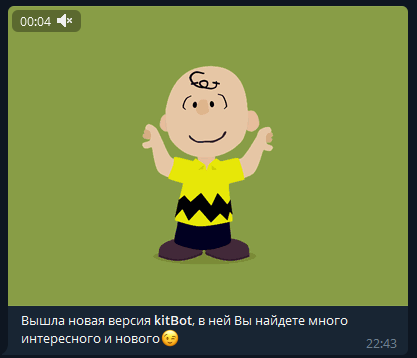 00:04
Вышла новая версия kitBot, в ней Вы найдете много
интересного и нового😉
22:43